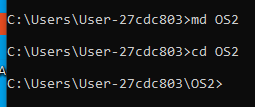 C:\Users\User-27cdc803>md OS2
C:\Users\User-27cdc803>cd OS2
C:\Users\User-27cdc803\OS2>